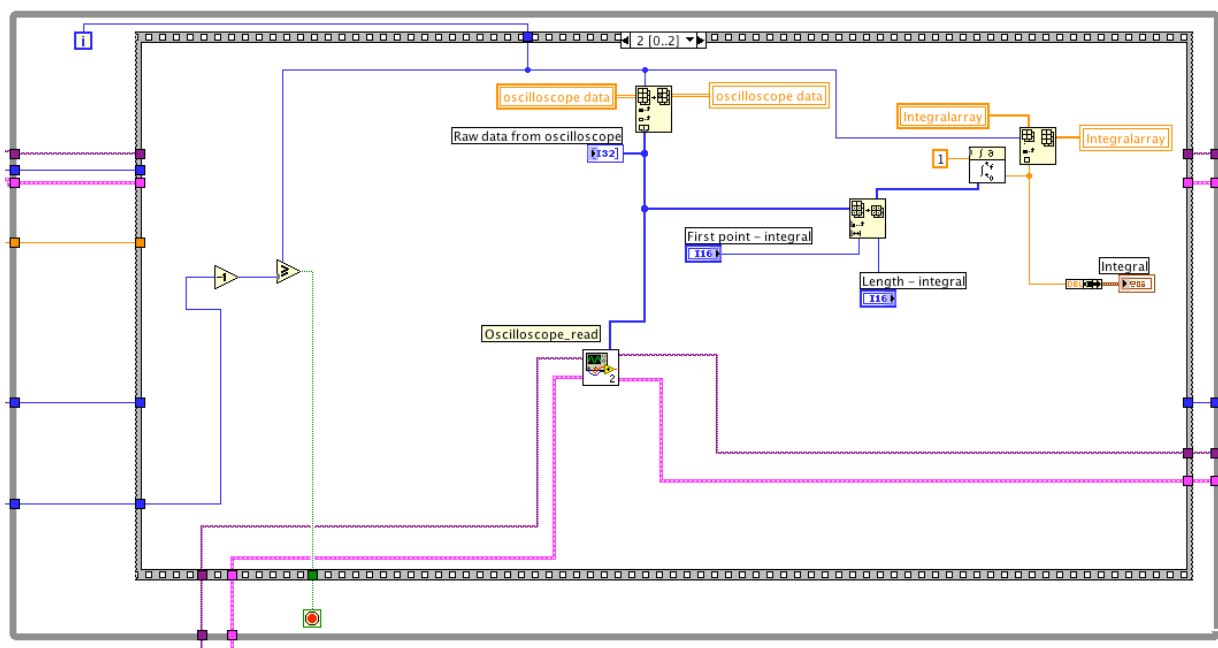 i
2 [0..2]
oscilloscope data
oscilloscope data
Raw data from oscilloscope
I32]
Integralarray
Integralarray
1
First point - integral
I16
Length - integral
I16
Integral
DBL
-1
≥
Oscilloscope_read
2